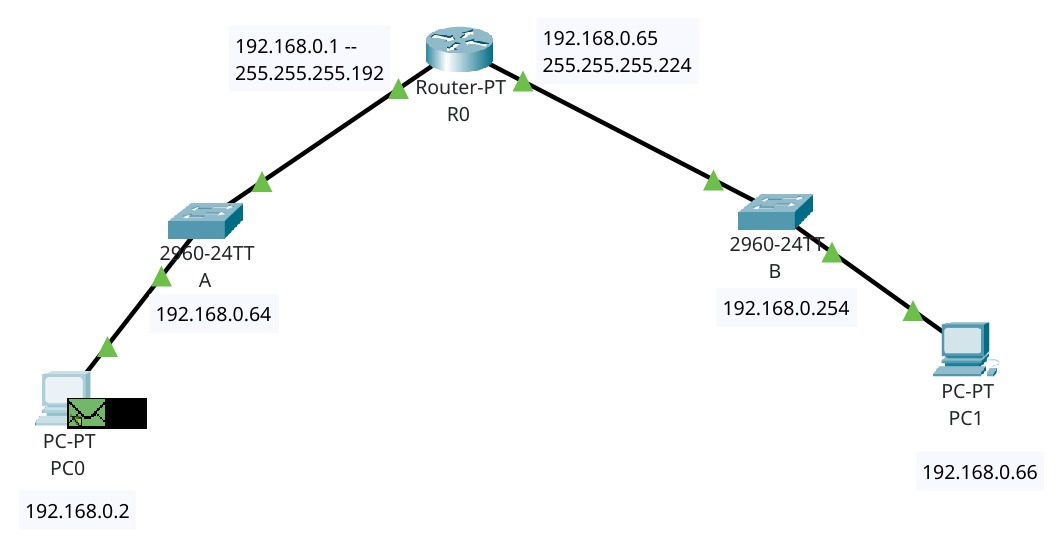 192.168.0.1 --
255.255.255.192
192.168.0.65
255.255.255.224
Router-PT
R0
2960-24TT
A
192.168.0.64
2960-24TT
B
192.168.0.254
PC-PT
PC0
192.168.0.2
PC-PT
PC1
192.168.0.66